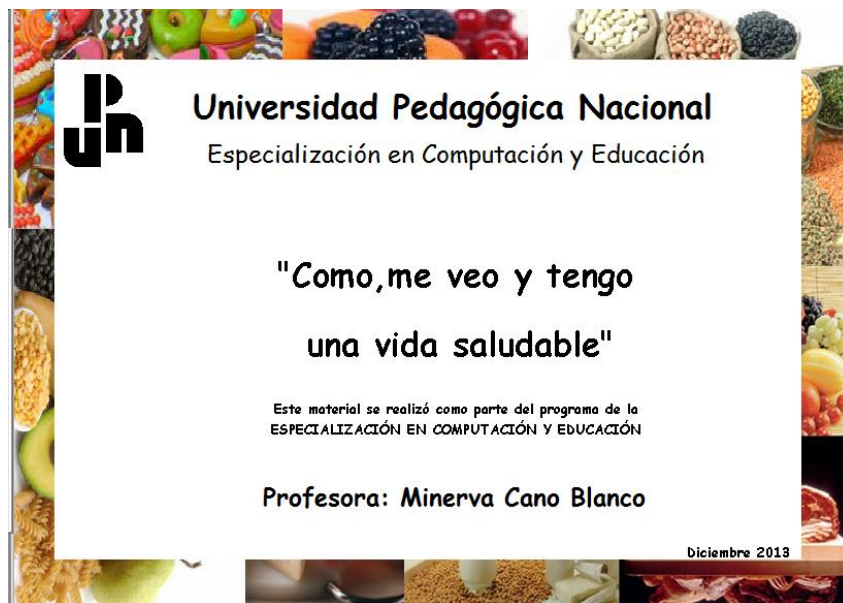 upn
Universidad Pedagógica Nacional
Especialización en Computación y Educación
"Como,me veo y tengo
una vida saludable"
Este material se realizó como parte del programa de la
ESPECIALIZACIÓN EN COMPUTACIÓN Y EDUCACIÓN
Profesora: Minerva Cano Blanco
Diciembre 2013